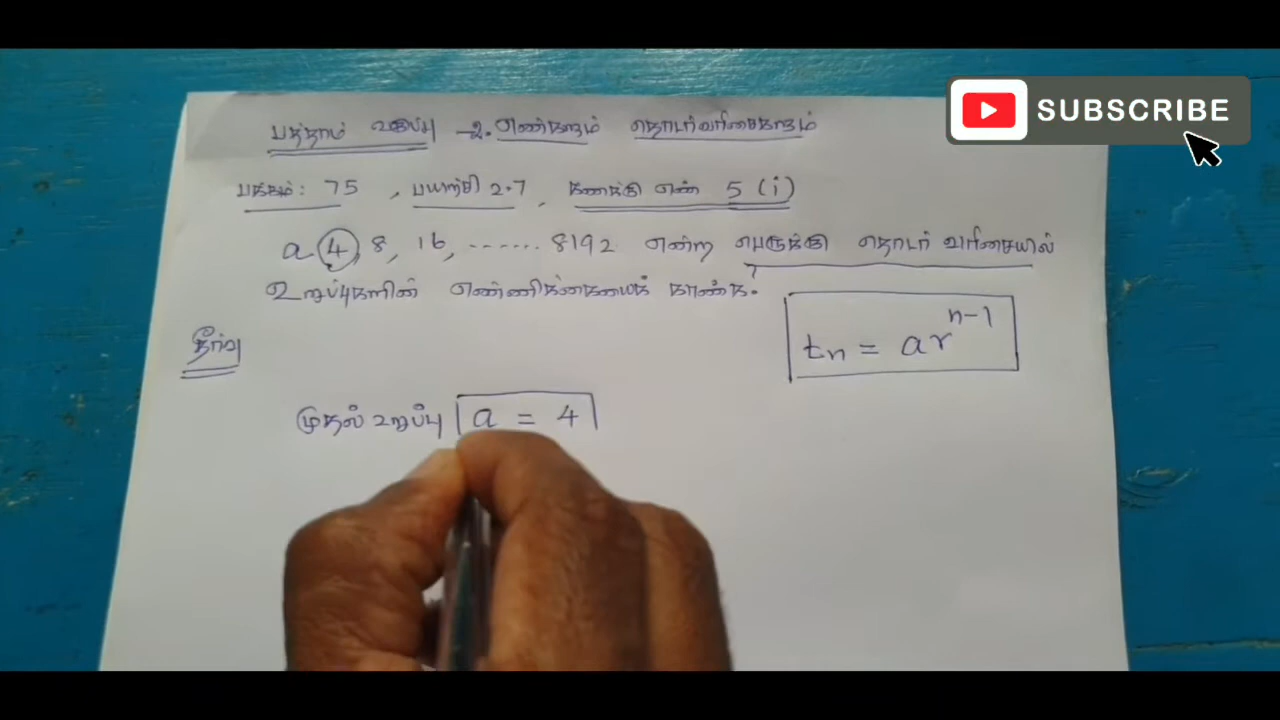 SUBSCRIBE
பத்தாம் வகுப்பு -2. எண்களும் தொடர்வரிசைகளும்
பக்கம்: 75 , பயிற்சி 2.7 , கணக்கு எண் 5 (i)
a 4, 8, 16, ....... 8192 என்ற பெருக்கு தொடர் வரிசையில்
உறுப்புகளின் எண்ணிக்கையைக் காண்க.
tn = ar^n-1
தீர்வு
முதல் உறுப்பு a = 4